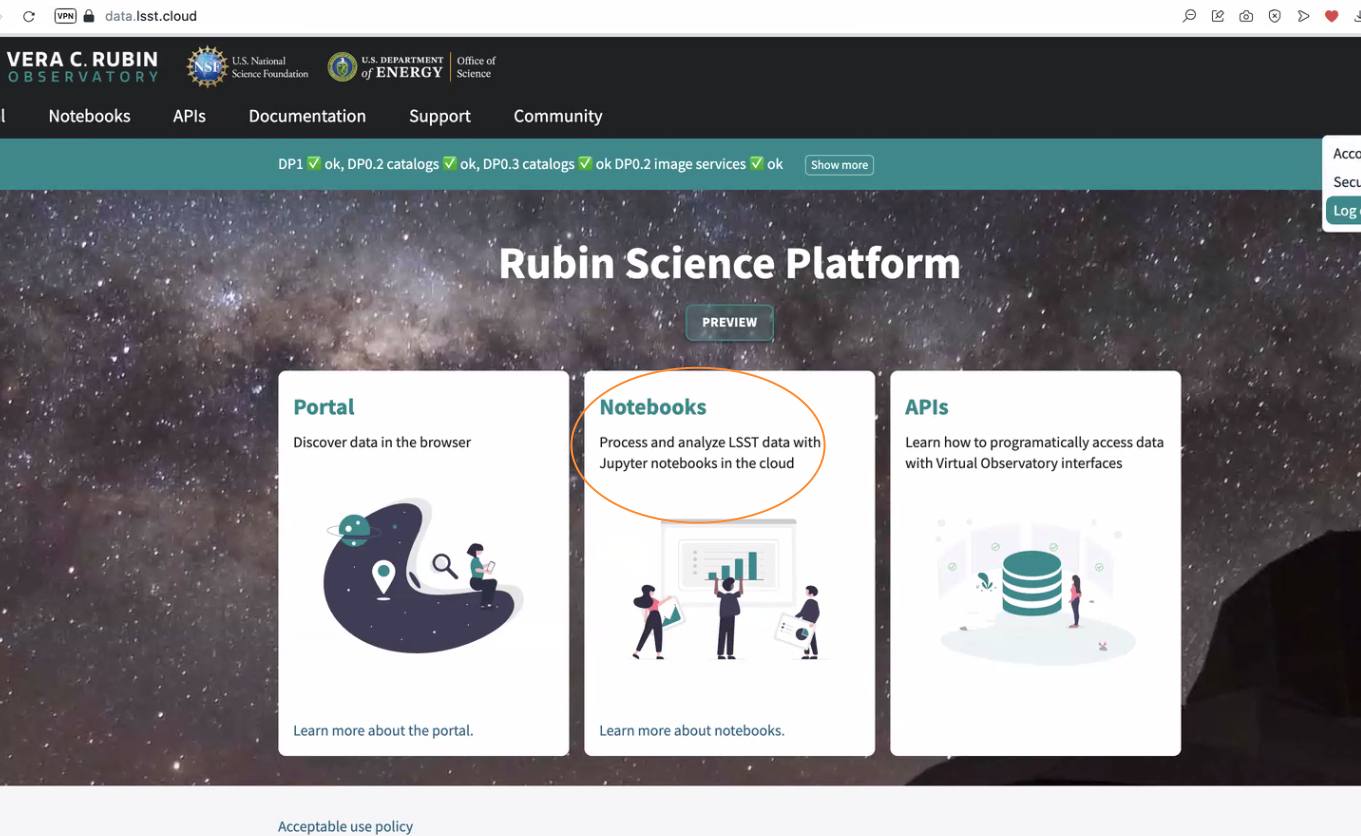 VPN data.lsst.cloud
VERA C. RUBIN
OBSERVATORY
NSF
U.S. National
Science Foundation
U.S. DEPARTMENT
of ENERGY
Office of
Science
l Notebooks APIs Documentation Support Community
DP1 ✅ ok, DP0.2 catalogs ✅ ok, DP0.3 catalogs ✅ ok DP0.2 image services ✅ ok Show more
Acco
Secu
Log
Rubin Science Platform
PREVIEW
Portal
Discover data in the browser
Learn more about the portal.
Notebooks
Process and analyze LSST data with
Jupyter notebooks in the cloud
Learn more about notebooks.
APIs
Learn how to programatically access data
with Virtual Observatory interfaces
Acceptable use policy